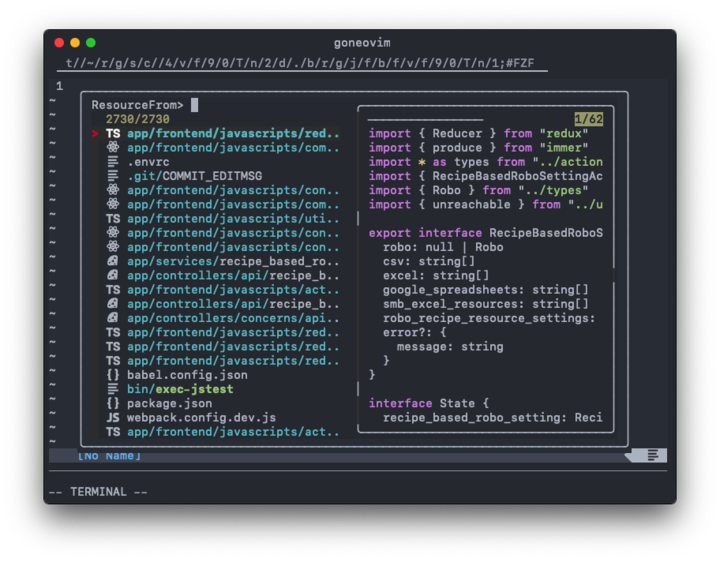 goneovim
t//~/r/g/s/c//4/v/f/9/0/T/n/2/d/./b/r/g/j/f/b/f/v/f/9/0/T/n/1;#FZF
1
ResourceFrom>
2730/2730
> TS app/frontend/javascripts/red..
app/frontend/javascripts/com..
.envrc
.git/COMMIT_EDITMSG
app/frontend/javascripts/con..
app/frontend/javascripts/com..
TS app/frontend/javascripts/uti..
app/frontend/javascripts/con..
app/frontend/javascripts/con..
app/services/recipe_based_ro..
app/controllers/api/recipe_b..
TS app/frontend/javascripts/act..
app/controllers/api/recipe_b..
app/controllers/concerns/api..
TS app/frontend/javascripts/red..
TS app/frontend/javascripts/red..
TS app/frontend/javascripts/red..
{} babel.config.json
bin/exec-jstest
{} package.json
JS webpack.config.dev.js
TS app/frontend/javascripts/act..
1/62
import { Reducer } from "redux"
import { produce } from "immer"
import * as types from "../action
import { RecipeBasedRoboSettingAc
import { Robo } from "../types"
import { unreachable } from "../u
export interface RecipeBasedRoboS
robo: null | Robo
csv: string[]
excel: string[]
google_spreadsheets: string[]
smb_excel_resources: string[]
robo_recipe_resource_settings:
error?: {
message: string
}
}
interface State {
recipe_based_robo_setting: Reci
[No Name]
-- TERMINAL --